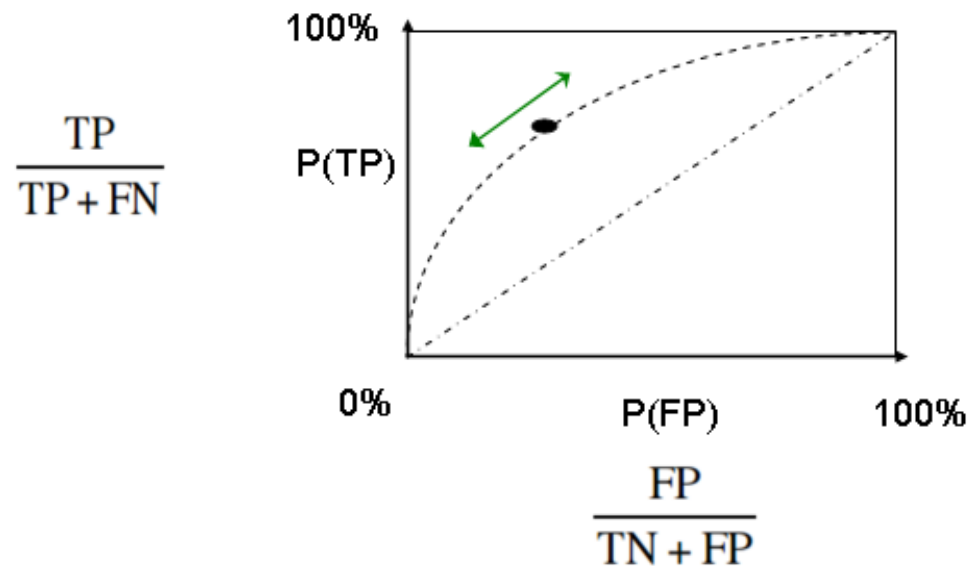 100%
TP
TP + FN
P(TP)
0%
P(FP)
100%
FP
TN + FP